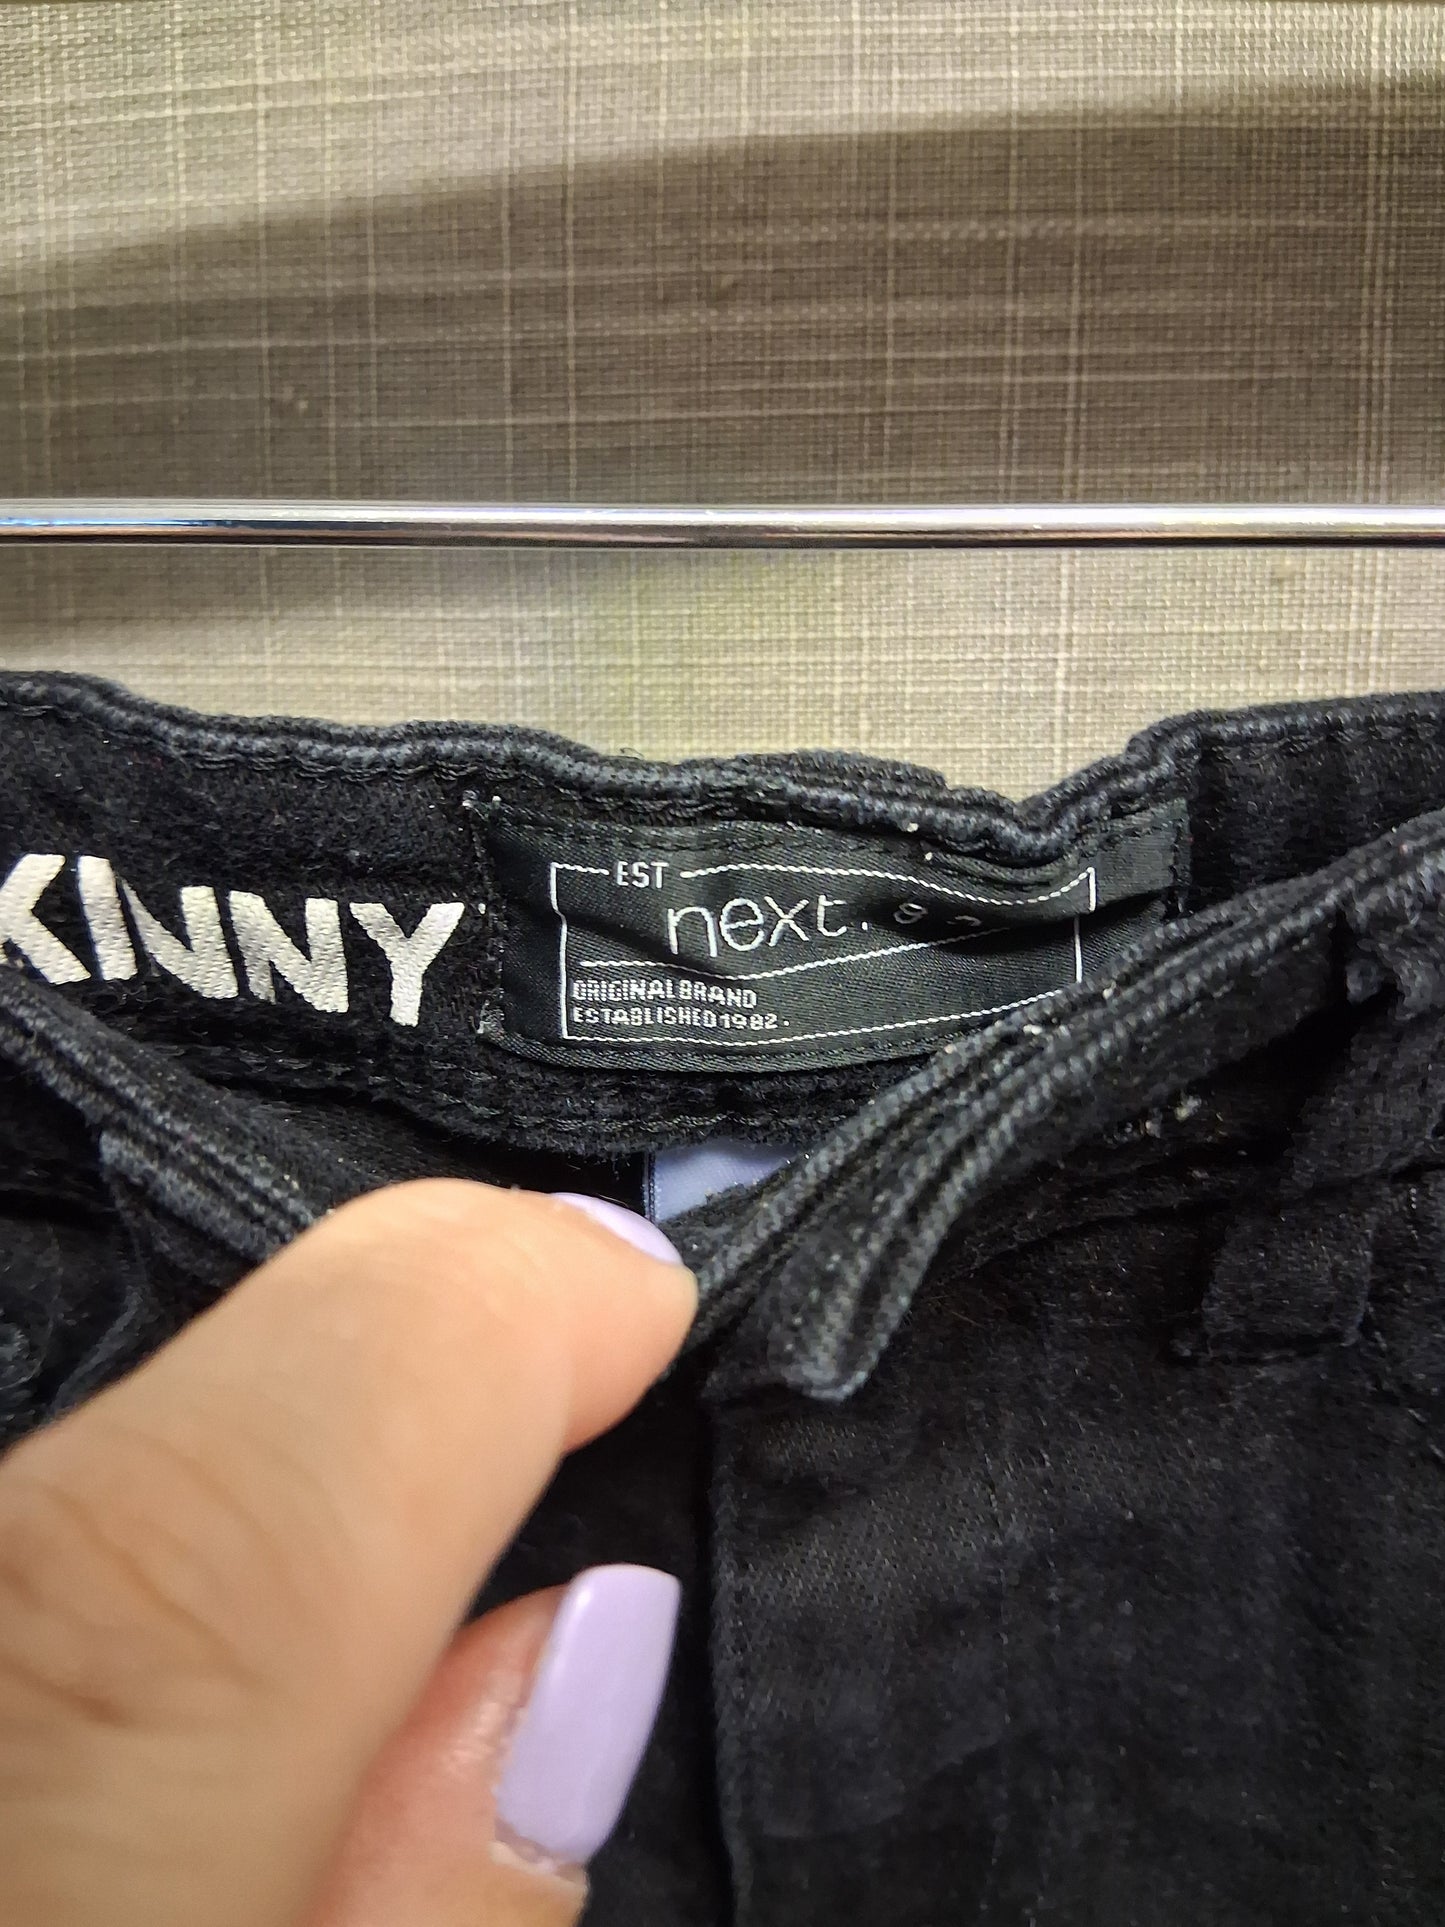 KINNY
EST
next.
ORIGINAL BRAND
ESTABLISHED 1982.